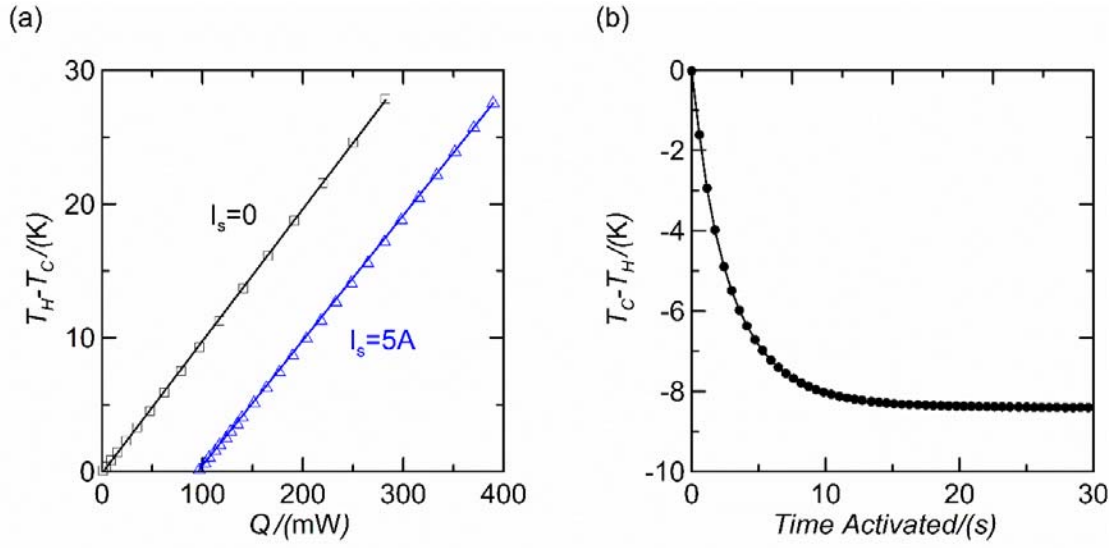 (a)
30
20
10
0
T_H-T_C/(K)
I_s=0
I_s=5A
0 100 200 300 400
Q/(mW)
(b)
0
-2
-4
-6
-8
-10
T_C-T_H/(K)
0 10 20 30
Time Activated/(s)